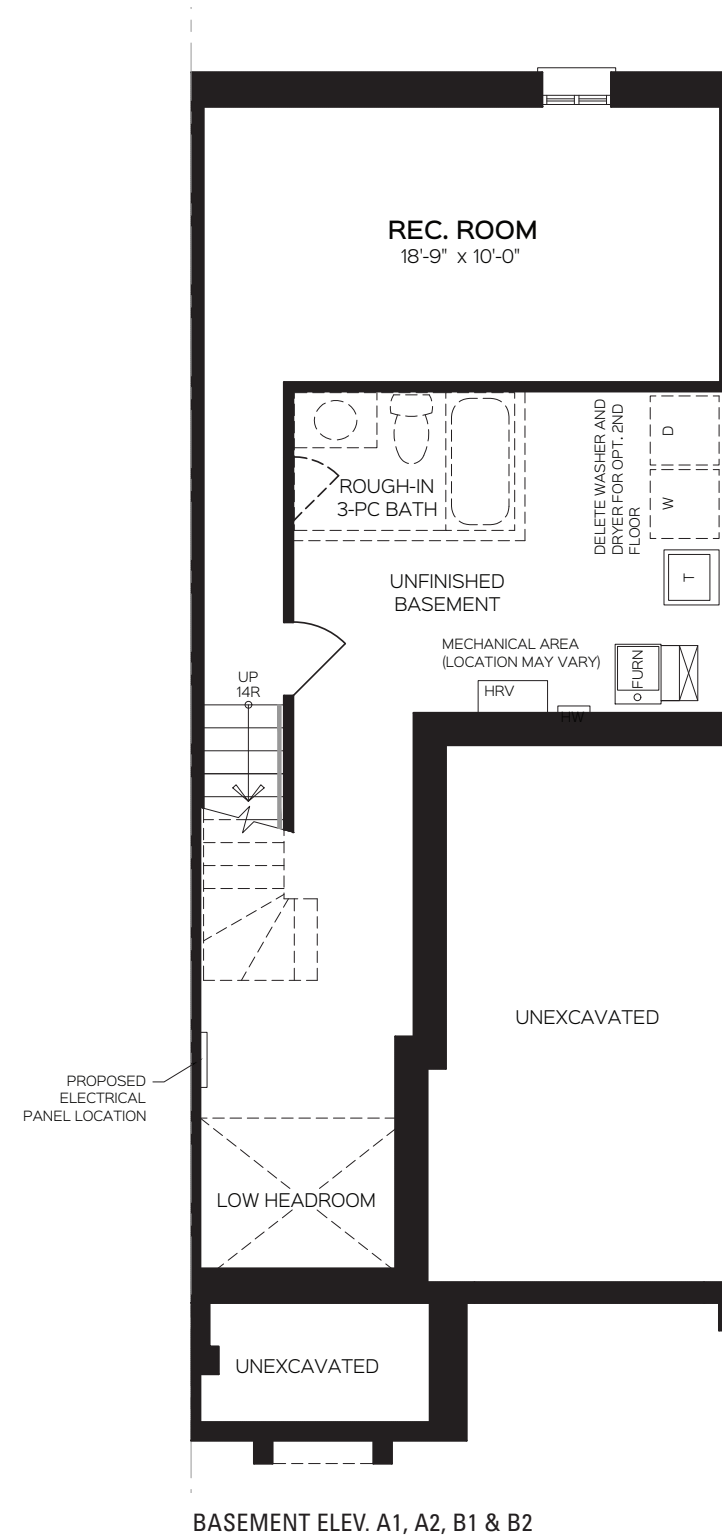 REC. ROOM
18'-9" x 10'-0"
DELETE WASHER AND
DRYER FOR OPT. 2ND
FLOOR
D
W
ROUGH-IN
3-PC BATH
T
UNFINISHED
BASEMENT
MECHANICAL AREA
(LOCATION MAY VARY)
FURN
HRV
HW
UP
14R
UNEXCAVATED
PROPOSED
ELECTRICAL
PANEL LOCATION
LOW HEADROOM
UNEXCAVATED
BASEMENT ELEV. A1, A2, B1 & B2